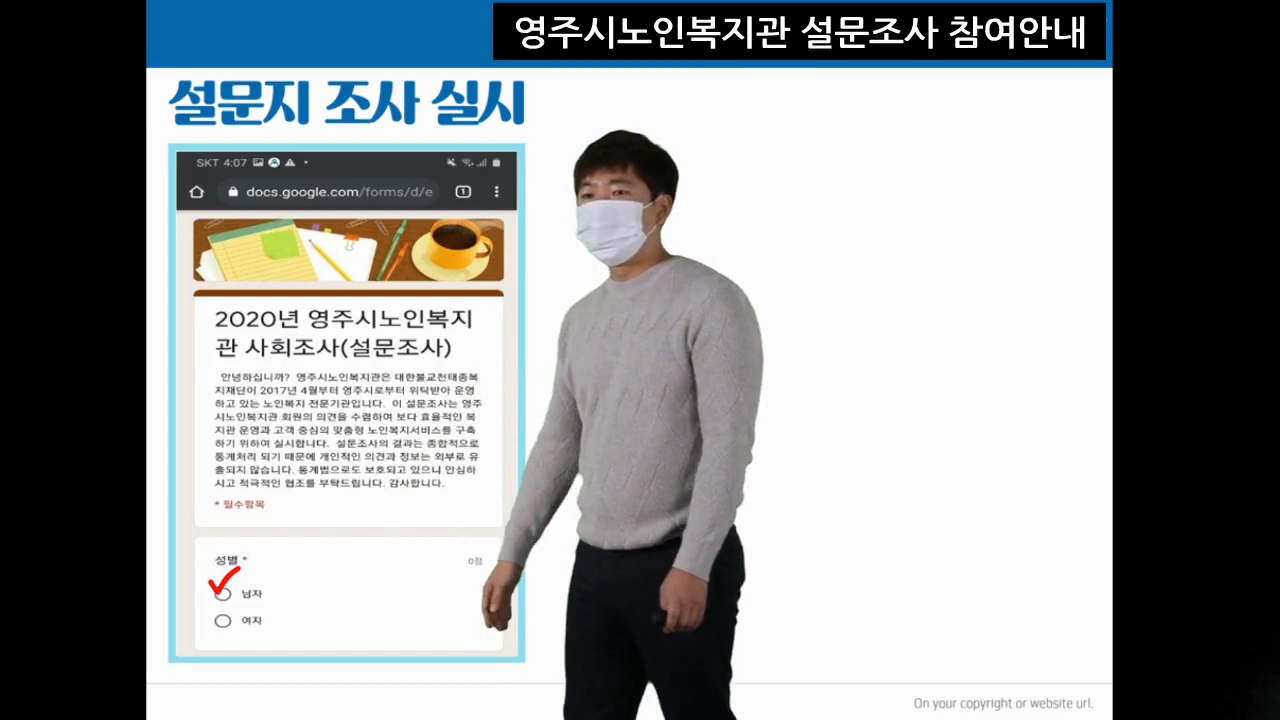 영주시노인복지관 설문조사 참여안내
설문지 조사 실시
SKT 4:07
docs.google.com/forms/d/e
1
2020년 영주시노인복지
관 사회조사(설문조사)
안녕하십니까? 영주시노인복지관은 대한불교천태종복
지재단이 2017년 4월부터 영주시로부터 위탁받아 운영
하고 있는 노인복지 전문기관입니다. 이 설문조사는 영주
시노인복지관 회원의 의견을 수렴하여 보다 효율적인 복
지관 운영과 고객 중심의 맞춤형 노인복지서비스를 구축
하기 위하여 실시합니다. 설문조사의 결과는 종합적으로
통계처리 되기 때문에 개인적인 의견과 정보는 외부로 유
출되지 않습니다. 통계법으로도 보호되고 있으니 안심하
시고 적극적인 협조를 부탁드립니다. 감사합니다.
* 필수항목
성별 *
0점
남자
여자
On your copyright or website url.